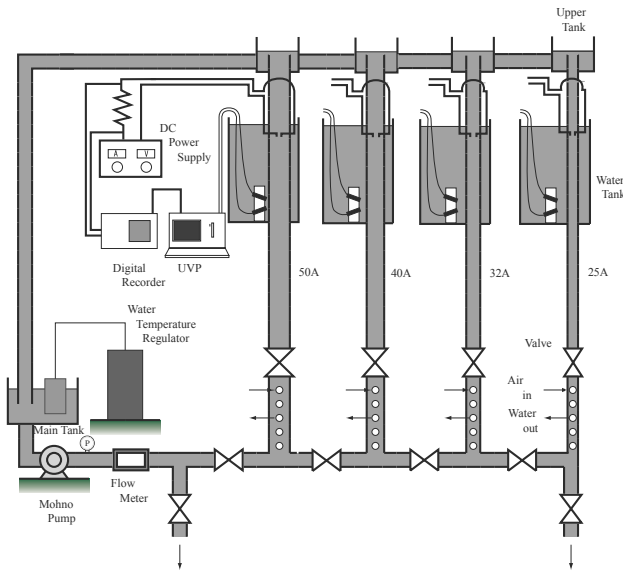 Upper
Tank
DC
Power
Supply
A
V
Water
Tank
Digital
Recorder
UVP
50A
40A
32A
25A
Water
Temperature
Regulator
Valve
Air
in
Water
out
Main Tank
P
Flow
Meter
Mohno
Pump